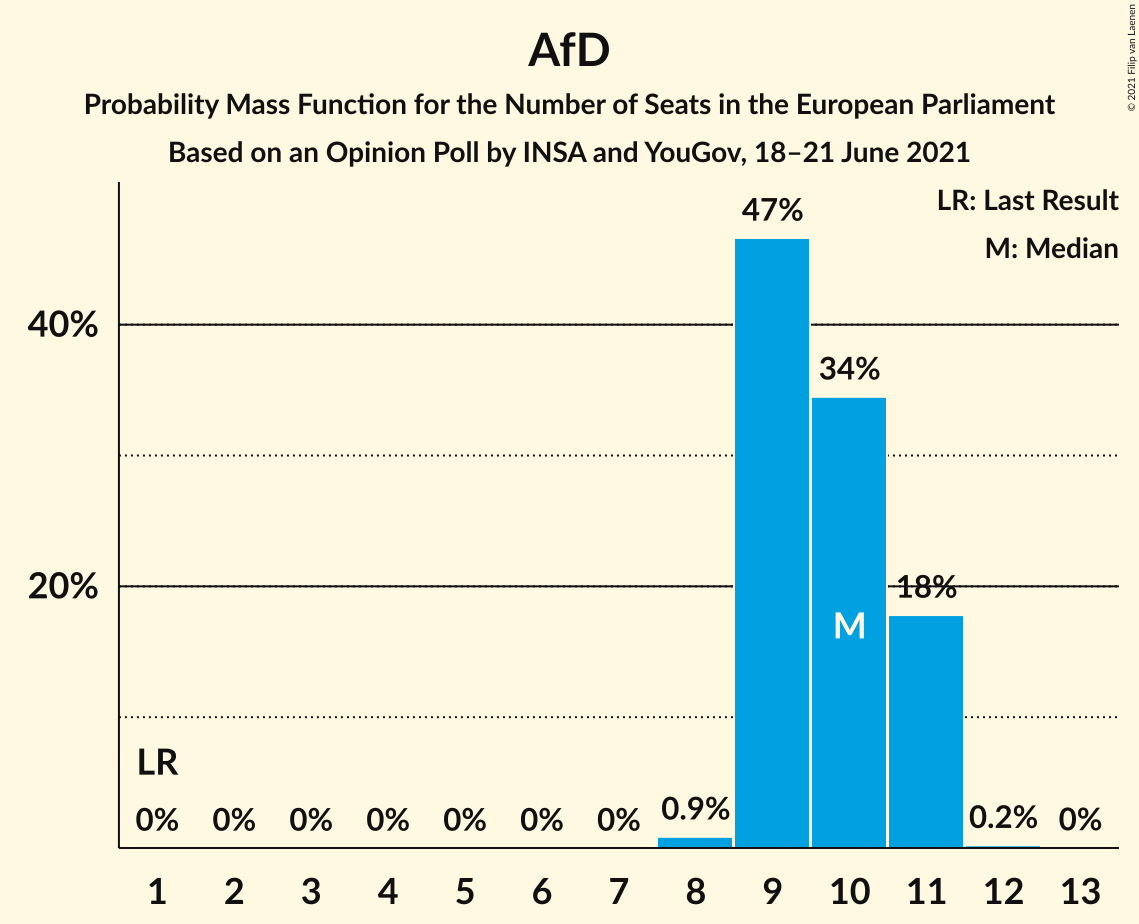 AfD
Probability Mass Function for the Number of Seats in the European Parliament
Based on an Opinion Poll by INSA and YouGov, 18–21 June 2021
© 2021 Filip van Laenen
LR: Last Result
M: Median
47%
40%
34%
20%
18%
M
LR
0% 0% 0% 0% 0% 0% 0% 0.9% 0.2% 0%
1 2 3 4 5 6 7 8 9 10 11 12 13